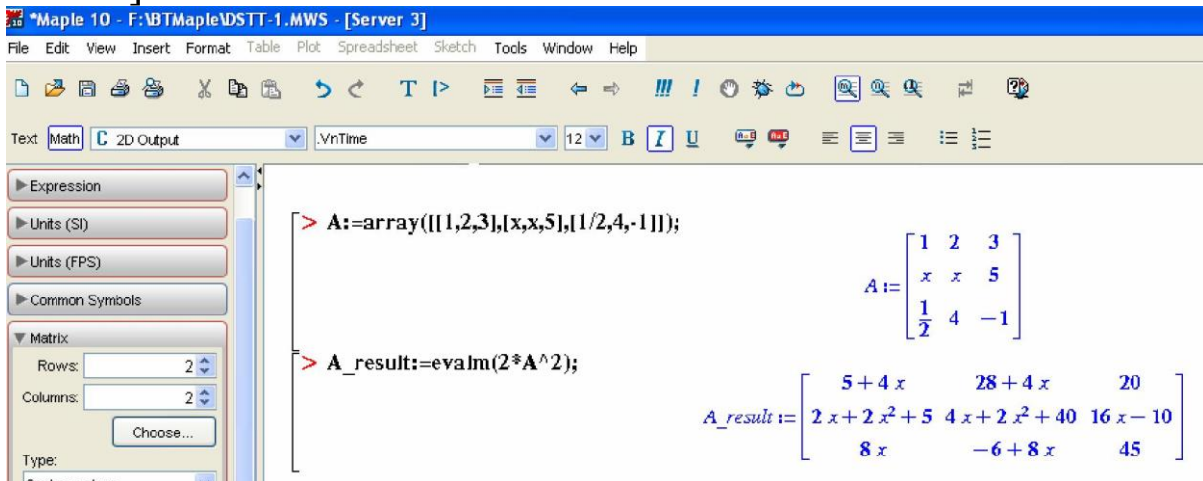 *Maple 10 - F:\BTMaple\DSTT-1.MWS - [Server 3]
File Edit View Insert Format Table Plot Spreadsheet Sketch Tools Window Help
Text Math C 2D Output .VnTime 12 B I U
Expression
Units (SI)
Units (FPS)
Common Symbols
Matrix
Rows: 2
Columns: 2
Choose...
Type:
> A:=array([[1,2,3],[x,x,5],[1/2,4,-1]]);
A := [1 2 3
x x 5
1/2 4 −1]
> A_result:=evalm(2*A^2);
A_result := [5 + 4 x 28 + 4 x 20
2 x + 2 x² + 5 4 x + 2 x² + 40 16 x − 10
8 x −6 + 8 x 45]